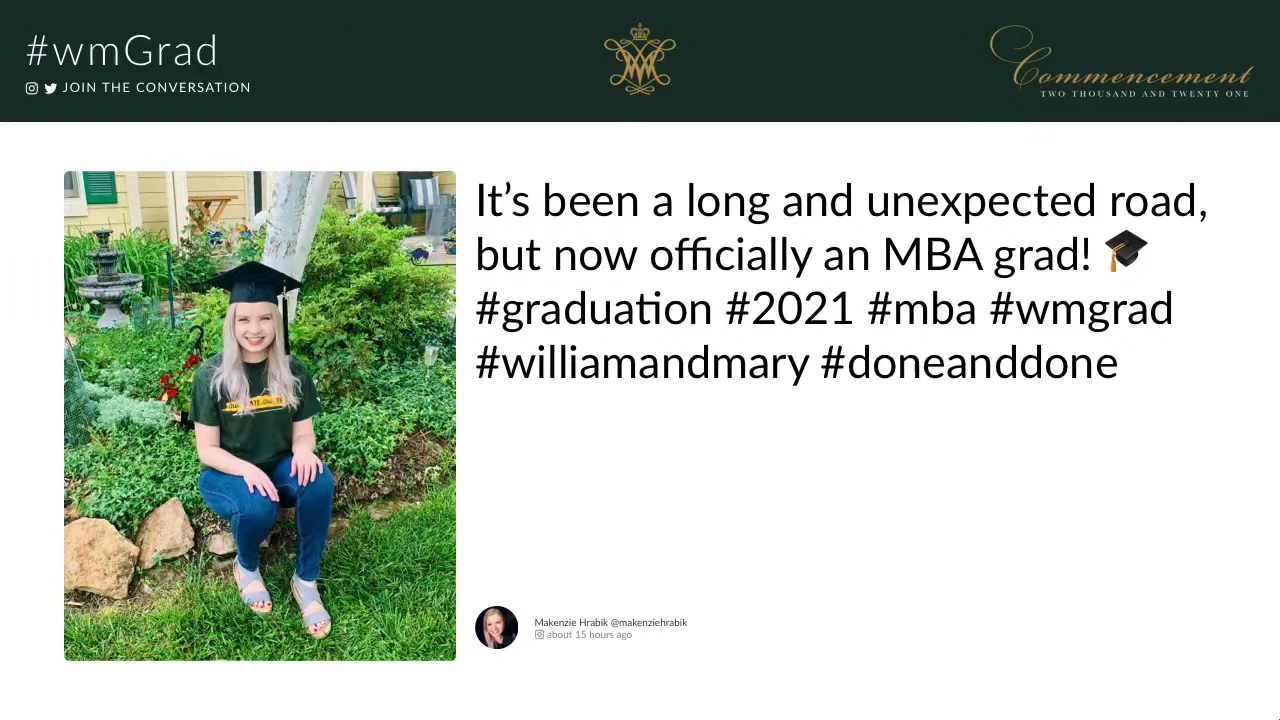 #wmGrad
JOIN THE CONVERSATION
Commencement
TWO THOUSAND AND TWENTY ONE
It’s been a long and unexpected road,
but now officially an MBA grad! 🎓
#graduation #2021 #mba #wmgrad
#williamandmary #doneanddone
Makenzie Hrabik @makenziehrabik
about 15 hours ago